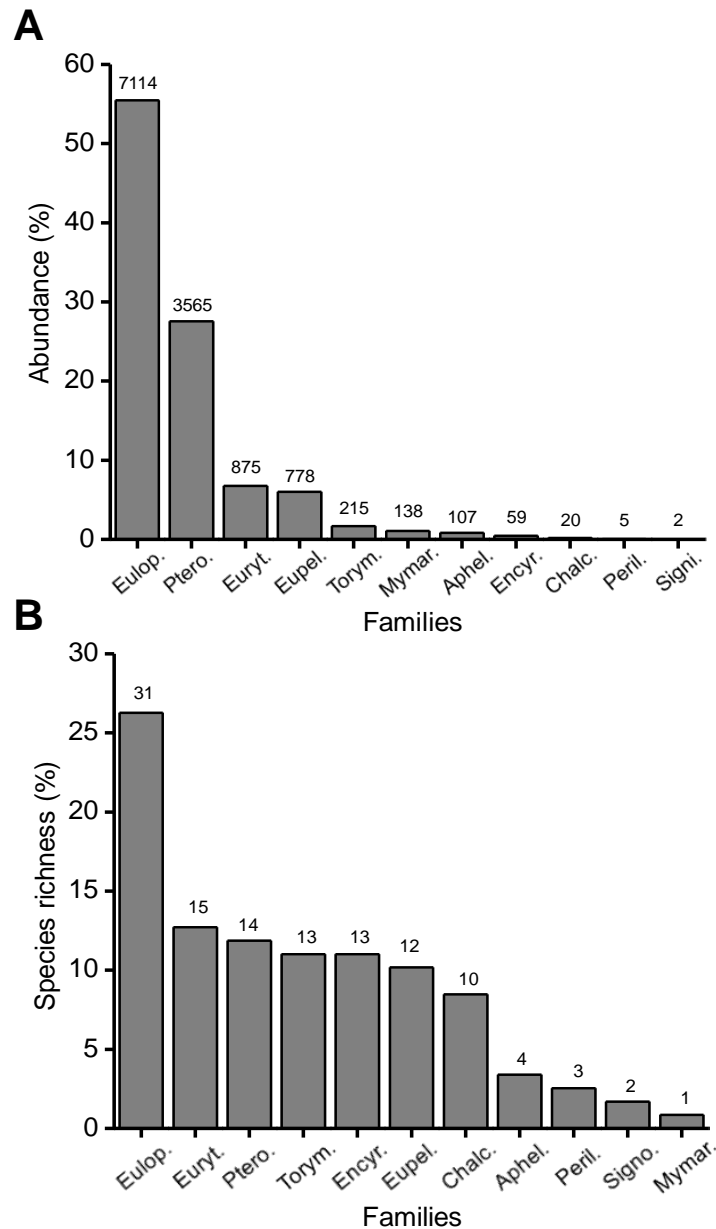 A
Abundance (%)
60
50
40
30
20
10
0
7114
3565
875
778
215
138
107
59
20
5
2
Eulop.
Ptero.
Euryt.
Eupel.
Torym.
Mymar.
Aphel.
Encyr.
Chalc.
Peril.
Signi.
Families
B
Species richness (%)
30
25
20
15
10
5
0
31
15
14
13
13
12
10
4
3
2
1
Eulop.
Euryt.
Ptero.
Torym.
Encyr.
Eupel.
Chalc.
Aphel.
Peril.
Signo.
Mymar.
Families